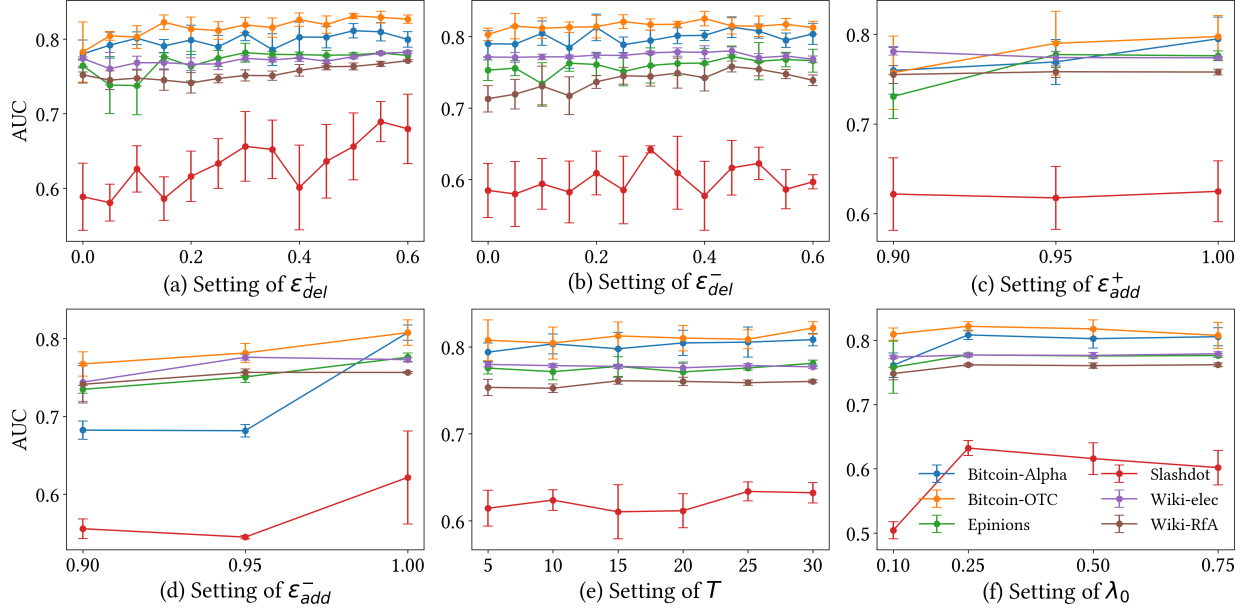 AUC
0.8
0.7
0.6
0.0 0.2 0.4 0.6
(a) Setting of ε⁺del
0.8
0.7
0.6
0.0 0.2 0.4 0.6
(b) Setting of ε⁻del
0.8
0.7
0.6
0.90 0.95 1.00
(c) Setting of ε⁺add
AUC
0.8
0.7
0.6
0.90 0.95 1.00
(d) Setting of ε⁻add
0.8
0.7
0.6
5 10 15 20 25 30
(e) Setting of T
0.8
0.7
0.6
0.5
Bitcoin-Alpha Slashdot
Bitcoin-OTC Wiki-elec
Epinions Wiki-RfA
0.10 0.25 0.50 0.75
(f) Setting of λ₀